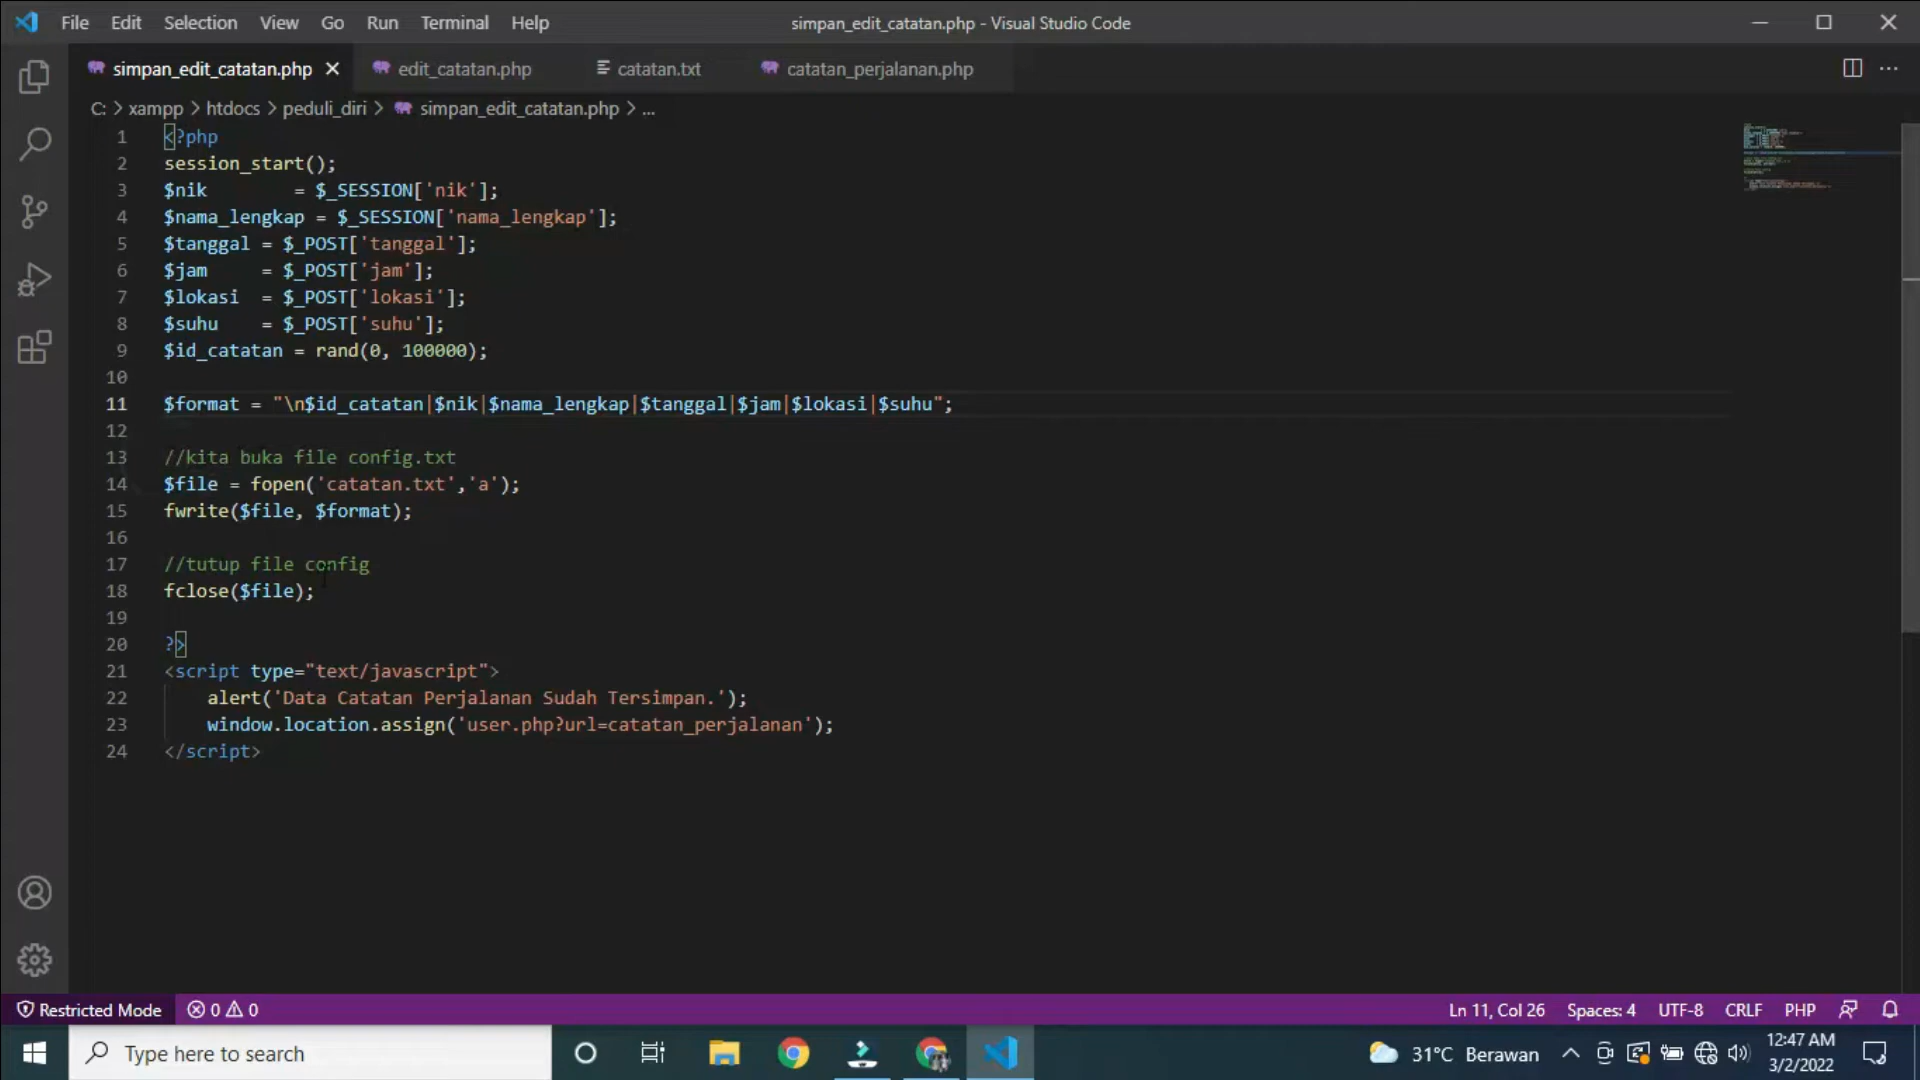 File Edit Selection View Go Run Terminal Help
simpan_edit_catatan.php - Visual Studio Code
simpan_edit_catatan.php edit_catatan.php catatan.txt catatan_perjalanan.php
C: > xampp > htdocs > peduli_diri > simpan_edit_catatan.php > ...
1 <?php
2 session_start();
3 $nik        = $_SESSION['nik'];
4 $nama_lengkap = $_SESSION['nama_lengkap'];
5 $tanggal = $_POST['tanggal'];
6 $jam     = $_POST['jam'];
7 $lokasi  = $_POST['lokasi'];
8 $suhu    = $_POST['suhu'];
9 $id_catatan = rand(0, 100000);
10
11 $format = "\n$id_catatan|$nik|$nama_lengkap|$tanggal|$jam|$lokasi|$suhu";
12
13 //kita buka file config.txt
14 $file = fopen('catatan.txt','a');
15 fwrite($file, $format);
16
17 //tutup file config
18 fclose($file);
19
20 ?>
21 <script type="text/javascript">
22     alert('Data Catatan Perjalanan Sudah Tersimpan.');
23     window.location.assign('user.php?url=catatan_perjalanan');
24 </script>
Restricted Mode 0 0
Ln 11, Col 26 Spaces: 4 UTF-8 CRLF PHP
Type here to search
31°C Berawan
12:47 AM
3/2/2022